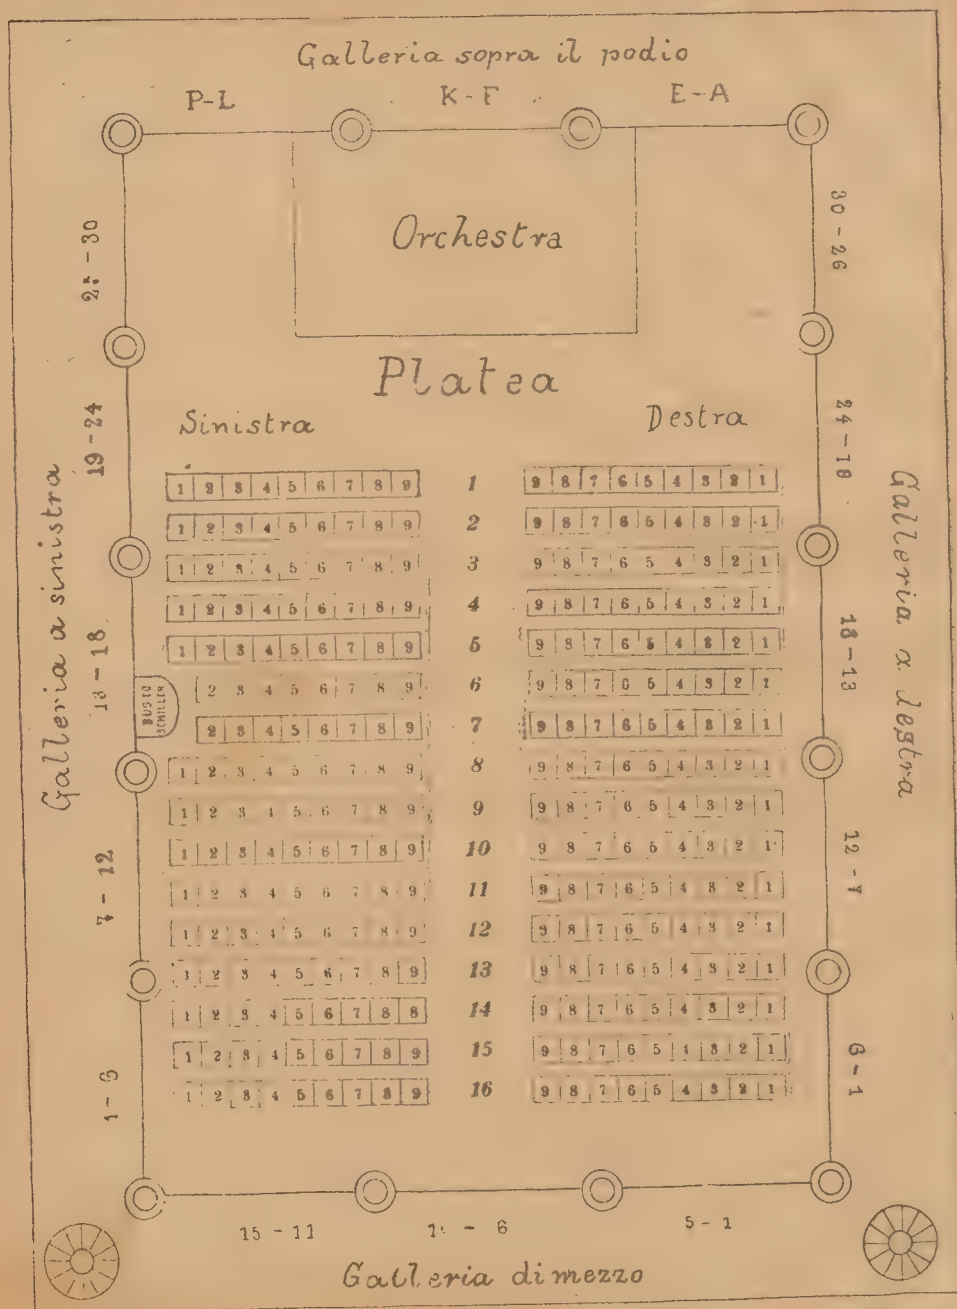 Galleria sopra il podio
P-L K-F E-A
Orchestra
30-26
Platea
19-24 24-18
Sinistra Destra
1 2 3 4 5 6 7 8 9 1 9 8 7 6 5 4 3 2 1
1 2 3 4 5 6 7 8 9 2 9 8 7 6 5 4 3 2 1
1 2 3 4 5 6 7 8 9 3 9 8 7 6 5 4 3 2 1
1 2 3 4 5 6 7 8 9 4 9 8 7 6 5 4 3 2 1
1 2 3 4 5 6 7 8 9 5 9 8 7 6 5 4 3 2 1
2 3 4 5 6 7 8 9 6 9 8 7 6 5 4 3 2 1
2 3 4 5 6 7 8 9 7 9 8 7 6 5 4 3 2 1
1 2 3 4 5 6 7 8 9 8 9 8 7 6 5 4 3 2 1
1 2 3 4 5 6 7 8 9 9 9 8 7 6 5 4 3 2 1
1 2 3 4 5 6 7 8 9 10 9 8 7 6 5 4 3 2 1
1 2 3 4 5 6 7 8 9 11 9 8 7 6 5 4 3 2 1
1 2 3 4 5 6 7 8 9 12 9 8 7 6 5 4 3 2 1
1 2 3 4 5 6 7 8 9 13 9 8 7 6 5 4 3 2 1
1 2 3 4 5 6 7 8 8 14 9 8 7 6 5 4 3 2 1
1 2 3 4 5 6 7 8 9 15 9 8 7 6 5 4 3 2 1
1 2 3 4 5 6 7 8 9 16 9 8 7 6 5 4 3 2 1
Galleria a sinistra
Galleria a destra
13-18 18-13
BUSTO
SCHILLER
7-12 12-7
6-1
15-11 5-1
Galleria di mezzo